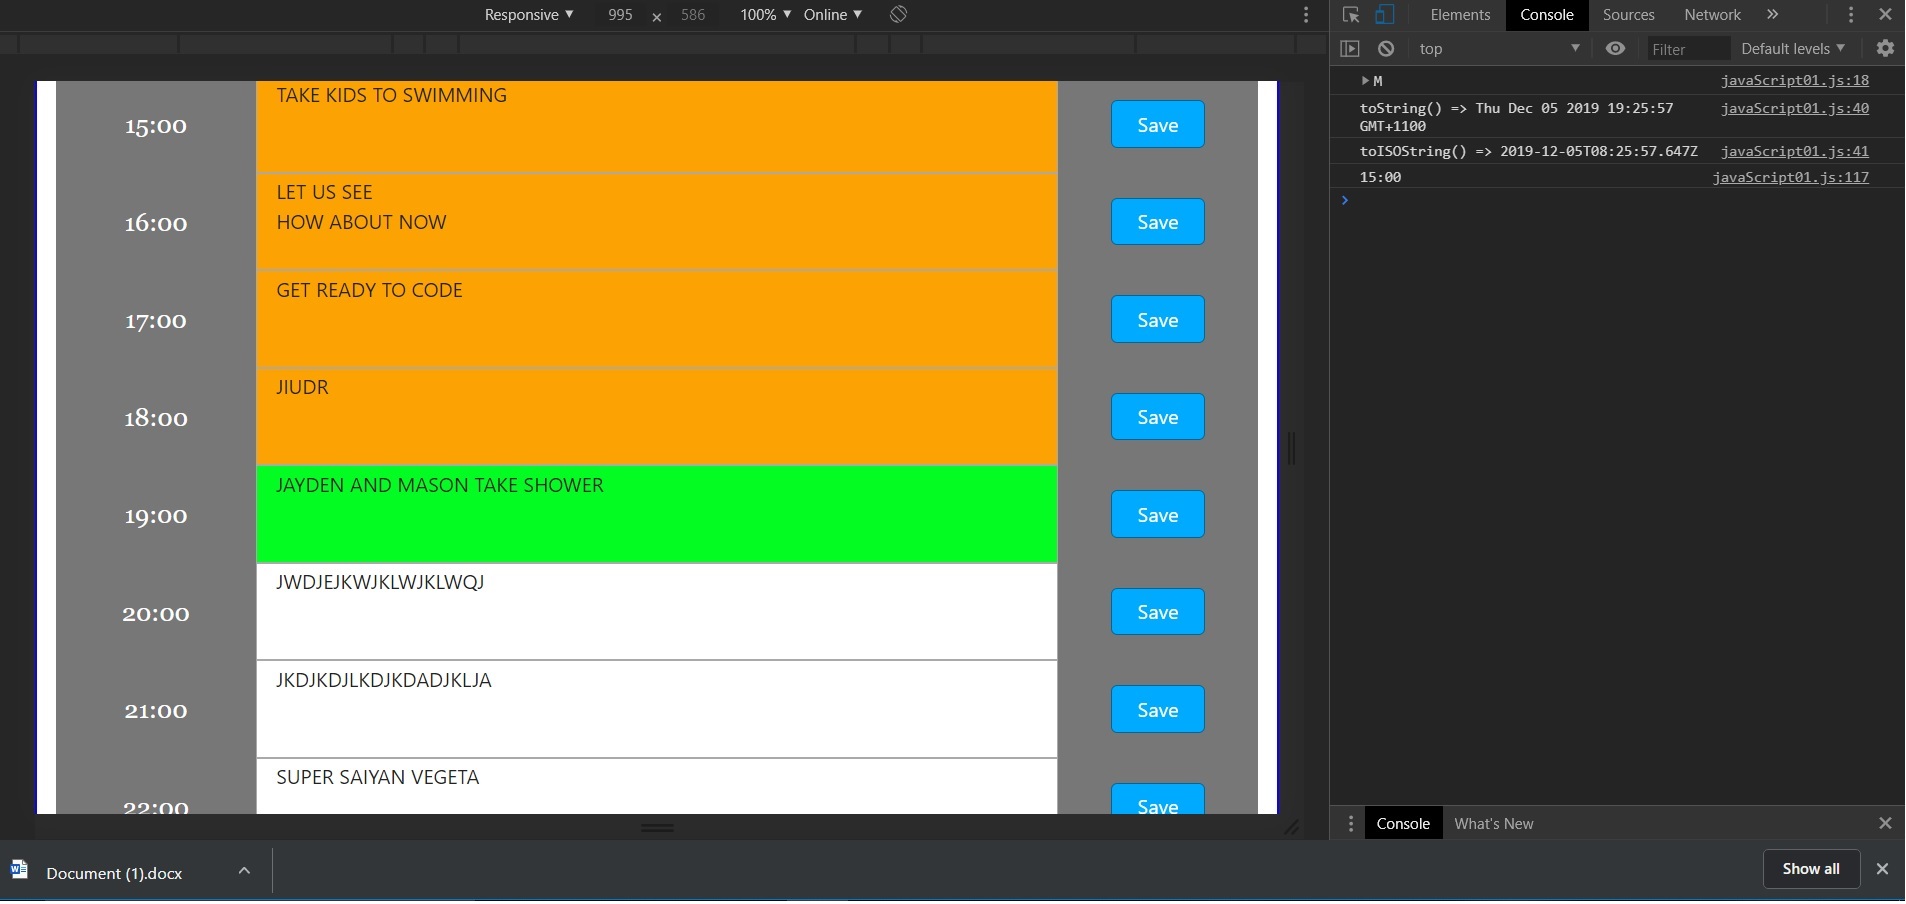 Responsive ▼ 995 × 586 100% ▼ Online ▼
Elements Console Sources Network »
top ▼ Filter Default levels ▼
▶ M javaScript01.js:18
toString() => Thu Dec 05 2019 19:25:57 javaScript01.js:40
GMT+1100
toISOString() => 2019-12-05T08:25:57.647Z javaScript01.js:41
15:00 javaScript01.js:117
15:00 TAKE KIDS TO SWIMMING Save
16:00 LET US SEE
HOW ABOUT NOW Save
17:00 GET READY TO CODE Save
18:00 JIUDR Save
19:00 JAYDEN AND MASON TAKE SHOWER Save
20:00 JWDJEJKWJKLWJKLWQJ Save
21:00 JKDJKDJLKDJKDADJKLJA Save
22:00 SUPER SAIYAN VEGETA Save
Console What's New
Document (1).docx Show all